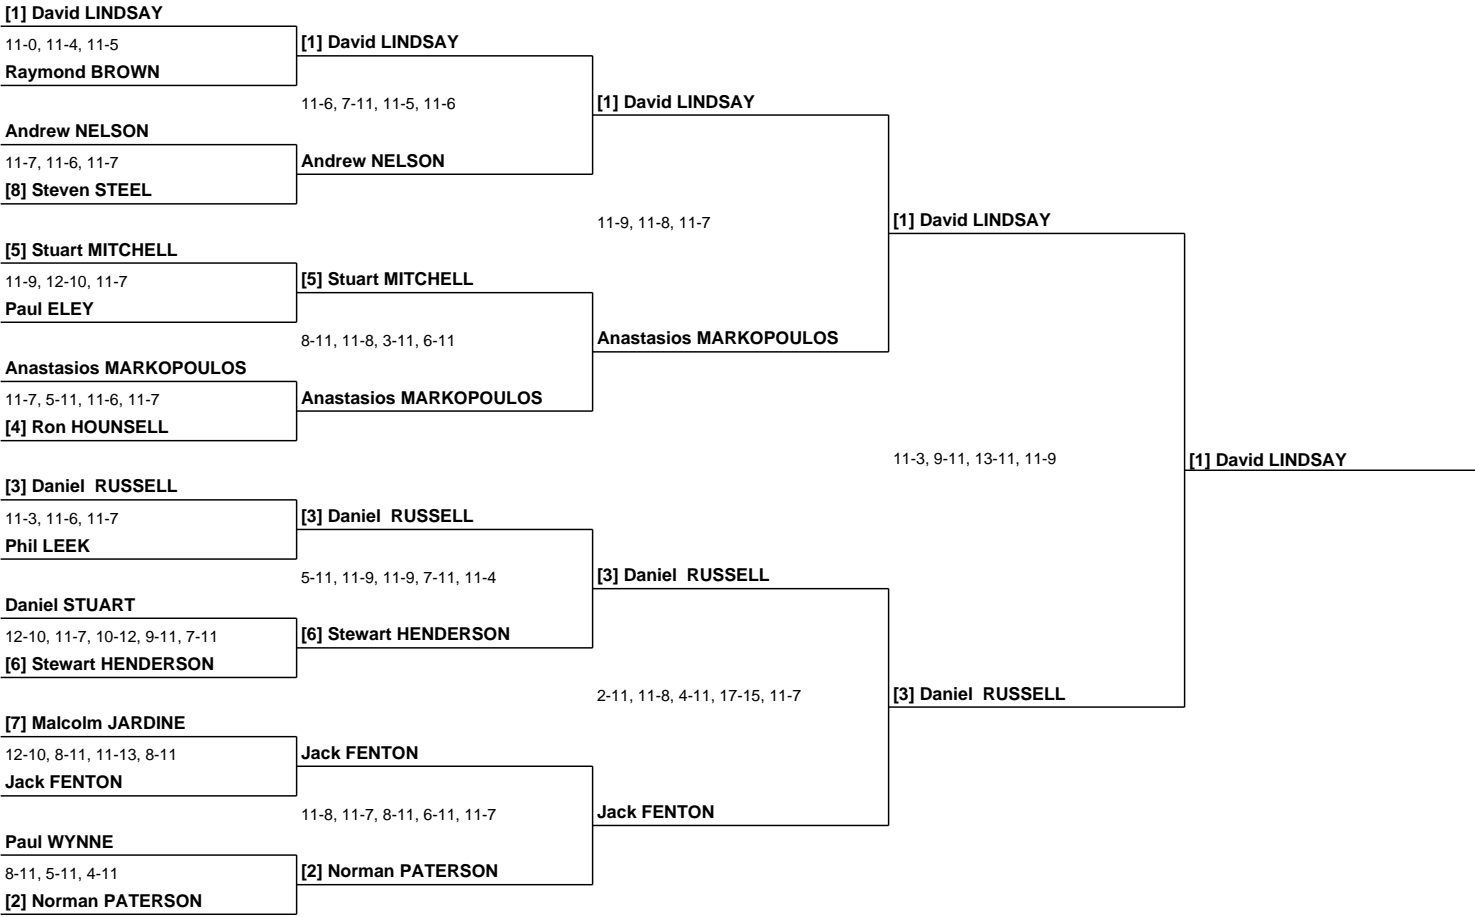 [1] David LINDSAY
11-0, 11-4, 11-5
Raymond BROWN
Andrew NELSON
11-7, 11-6, 11-7
[8] Steven STEEL
[5] Stuart MITCHELL
11-9, 12-10, 11-7
Paul ELEY
Anastasios MARKOPOULOS
11-7, 5-11, 11-6, 11-7
[4] Ron HOUNSELL
[3] Daniel RUSSELL
11-3, 11-6, 11-7
Phil LEEK
Daniel STUART
12-10, 11-7, 10-12, 9-11, 7-11
[6] Stewart HENDERSON
[7] Malcolm JARDINE
12-10, 8-11, 11-13, 8-11
Jack FENTON
Paul WYNNE
8-11, 5-11, 4-11
[2] Norman PATERSON
[1] David LINDSAY
11-6, 7-11, 11-5, 11-6
Andrew NELSON
[5] Stuart MITCHELL
8-11, 11-8, 3-11, 6-11
Anastasios MARKOPOULOS
[3] Daniel RUSSELL
5-11, 11-9, 11-9, 7-11, 11-4
[6] Stewart HENDERSON
Jack FENTON
11-8, 11-7, 8-11, 6-11, 11-7
[2] Norman PATERSON
[1] David LINDSAY
11-9, 11-8, 11-7
Anastasios MARKOPOULOS
[3] Daniel RUSSELL
2-11, 11-8, 4-11, 17-15, 11-7
Jack FENTON
[1] David LINDSAY
11-3, 9-11, 13-11, 11-9
[3] Daniel RUSSELL
[1] David LINDSAY